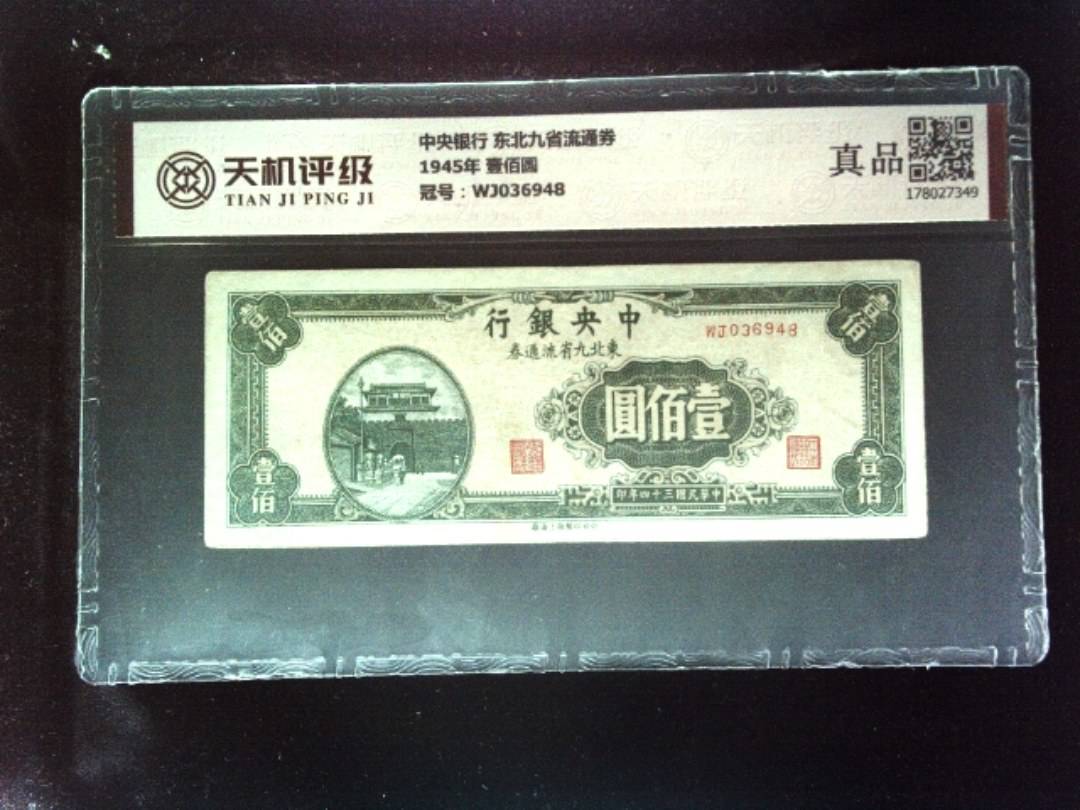 天机评级
TIAN JI PING JI
中央银行 东北九省流通券
1945年 壹佰圆
冠号：WJ036948
真品
178027349
壹佰
壹佰
行銀央中
WJ036948
券通流省九北東
圓佰壹
印年四十三國民華中
壹佰
壹佰